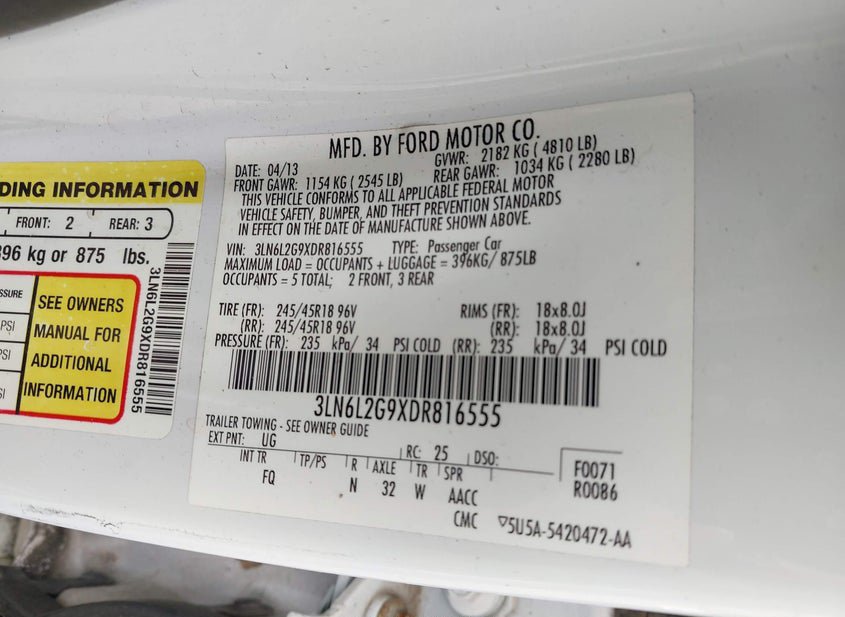 DING INFORMATION
FRONT: 2 REAR: 3
396 kg or 875 lbs.
SSURE
PSI
PSI
SI
SEE OWNERS
MANUAL FOR
ADDITIONAL
INFORMATION
3LN6L2G9XDR816555
MFD. BY FORD MOTOR CO.
DATE: 04/13 GVWR: 2182 KG ( 4810 LB)
FRONT GAWR: 1154 KG ( 2545 LB) REAR GAWR: 1034 KG ( 2280 LB)
THIS VEHICLE CONFORMS TO ALL APPLICABLE FEDERAL MOTOR
VEHICLE SAFETY, BUMPER, AND THEFT PREVENTION STANDARDS
IN EFFECT ON THE DATE OF MANUFACTURE SHOWN ABOVE.
VIN: 3LN6L2G9XDR816555 TYPE: Passenger Car
MAXIMUM LOAD = OCCUPANTS + LUGGAGE = 396KG/ 875LB
OCCUPANTS = 5 TOTAL; 2 FRONT, 3 REAR
TIRE (FR): 245/45R18 96V RIMS (FR): 18x8.0J
(RR): 245/45R18 96V (RR): 18x8.0J
PRESSURE (FR): 235 kPa/ 34 PSI COLD (RR): 235 kPa/ 34 PSI COLD
3LN6L2G9XDR816555
TRAILER TOWING - SEE OWNER GUIDE
EXT PNT: UG RC: 25 DSO:
INT TR TP/PS R AXLE TR SPR F0071
FQ N 32 W AACC R0086
CMC ▽5U5A-5420472-AA